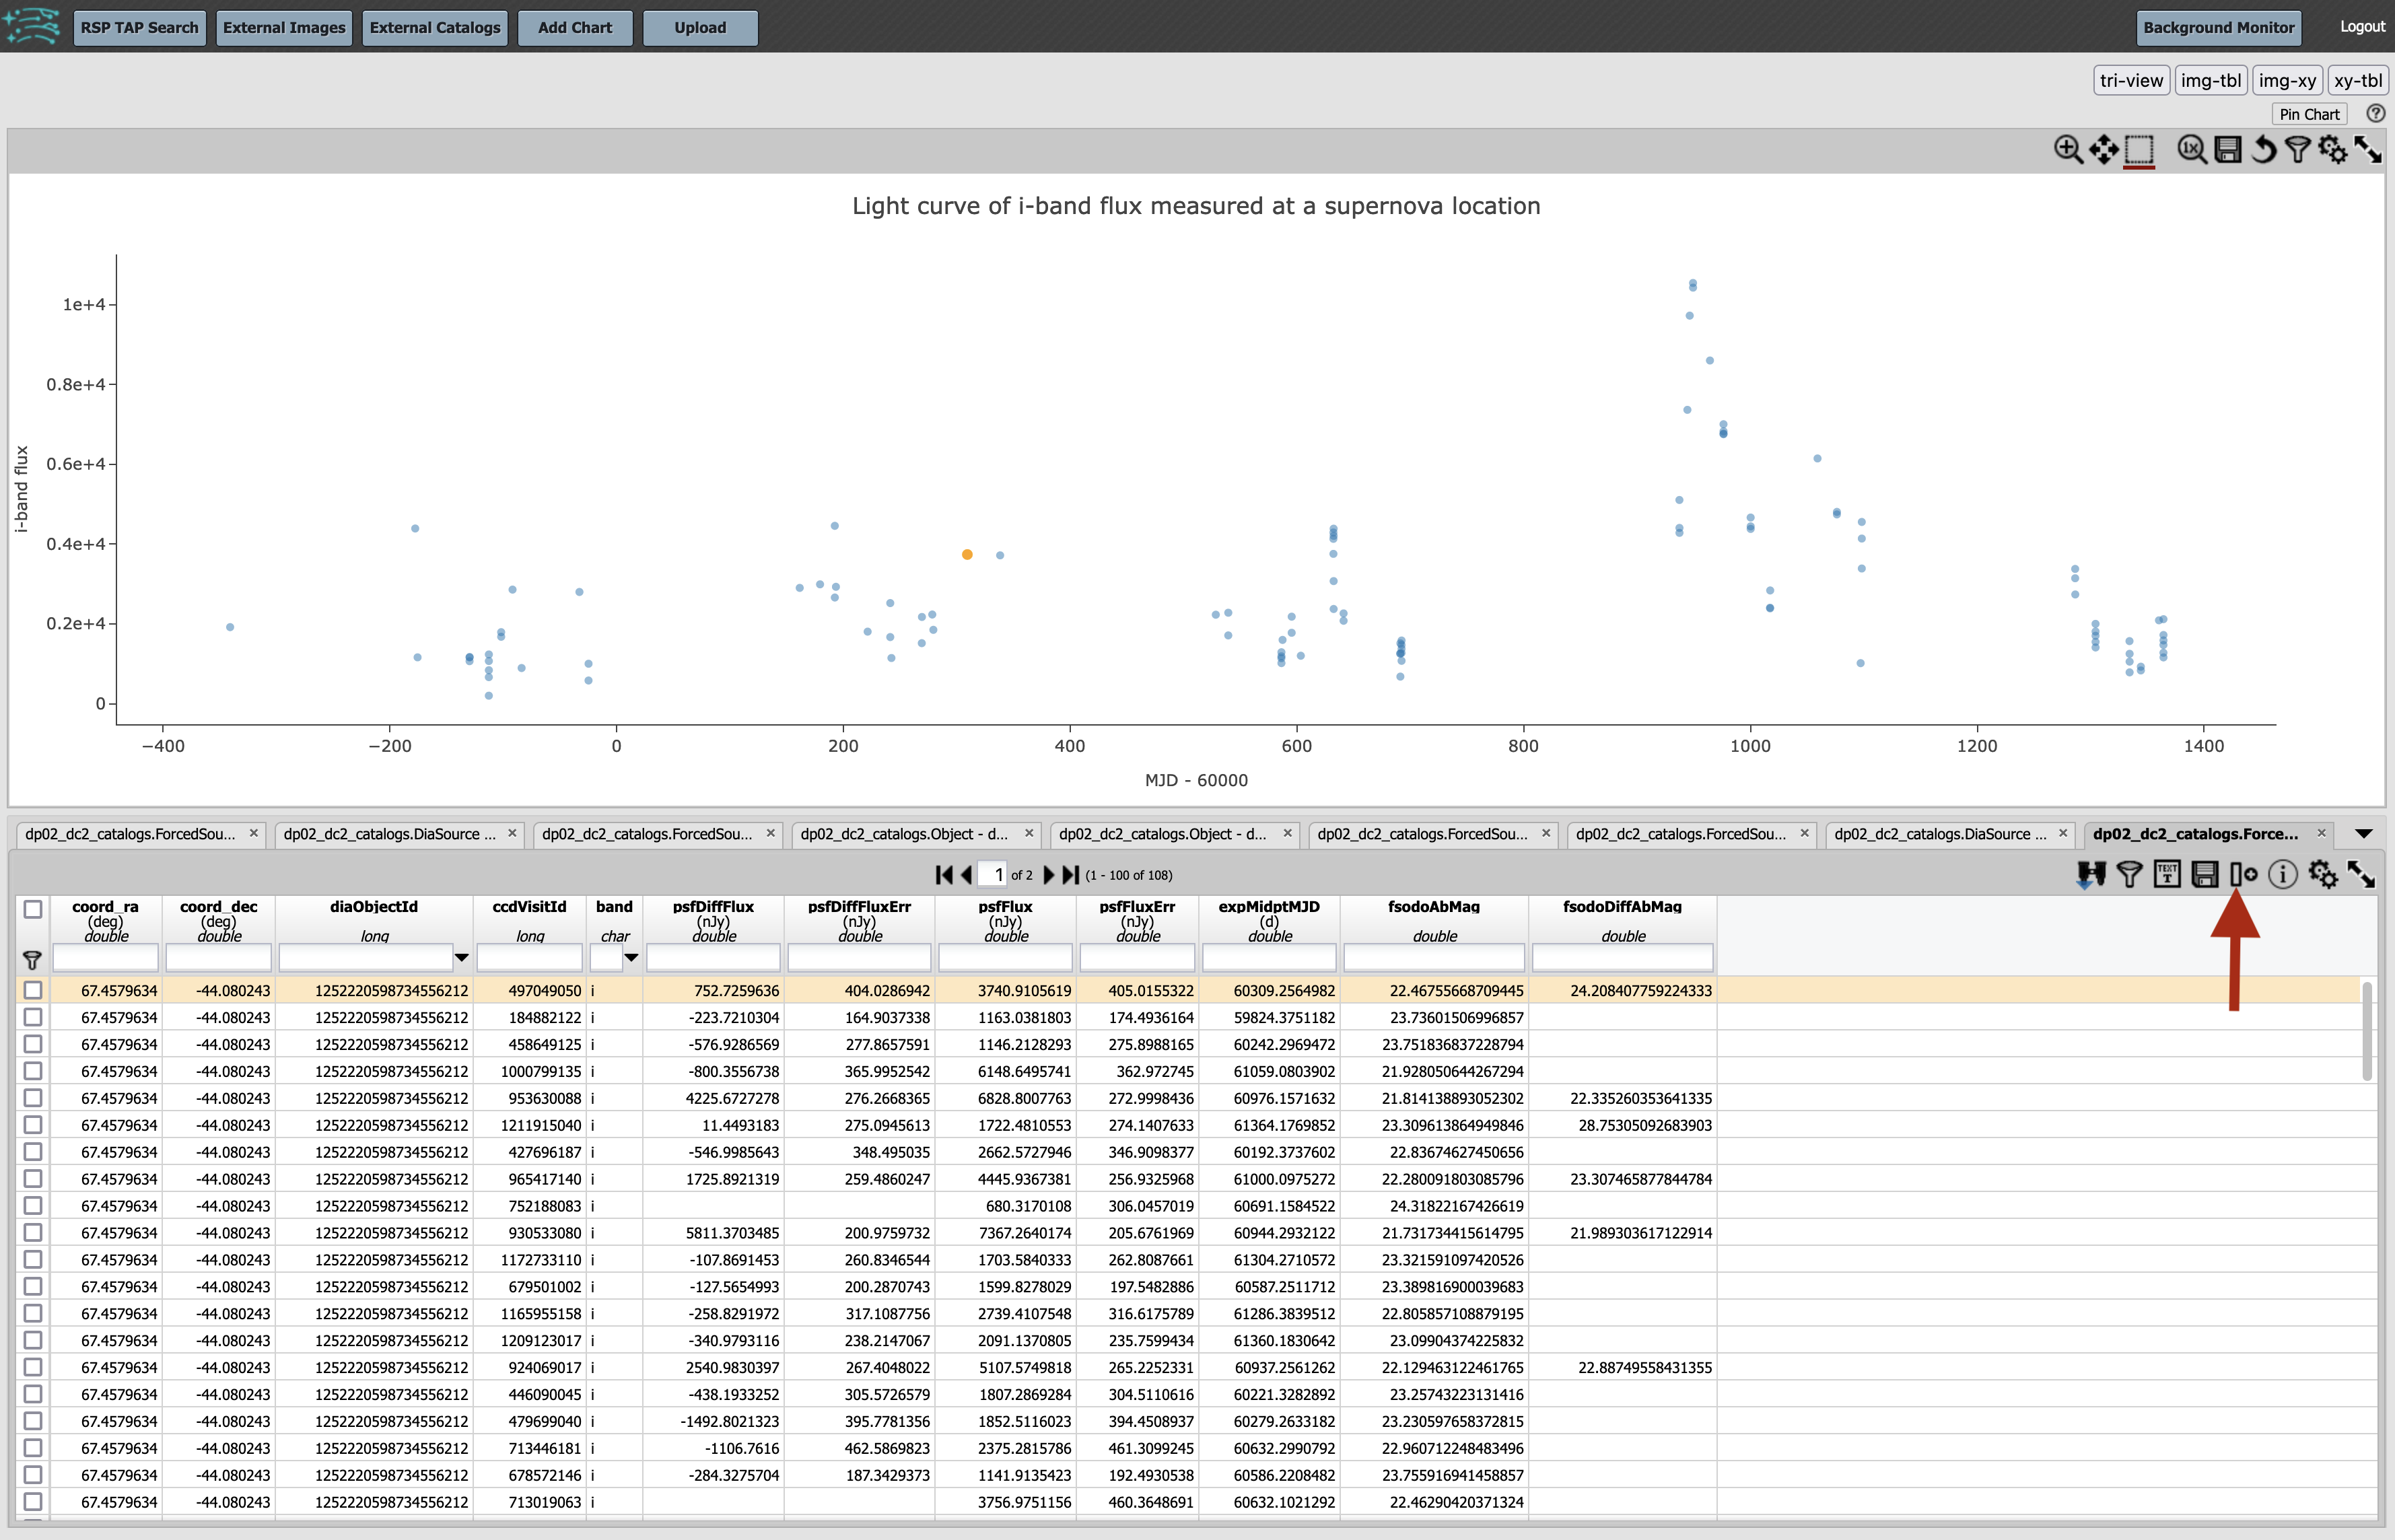 RSP TAP Search External Images External Catalogs Add Chart Upload Background Monitor Logout
tri-view img-tbl img-xy xy-tbl
Pin Chart ?
1x
Light curve of i-band flux measured at a supernova location
i-band flux
1e+4
0.8e+4
0.6e+4
0.4e+4
0.2e+4
0
−400 −200 0 200 400 600 800 1000 1200 1400
MJD - 60000
dp02_dc2_catalogs.ForcedSou... × dp02_dc2_catalogs.DiaSource ... × dp02_dc2_catalogs.ForcedSou... × dp02_dc2_catalogs.Object - d... × dp02_dc2_catalogs.Object - d... × dp02_dc2_catalogs.ForcedSou... × dp02_dc2_catalogs.ForcedSou... × dp02_dc2_catalogs.DiaSource ... × dp02_dc2_catalogs.Force... ×
1 of 2 (1 - 100 of 108) TEXT T i
coord_ra coord_dec diaObjectId ccdVisitId band psfDiffFlux psfDiffFluxErr psfFlux psfFluxErr expMidptMJD fsodoAbMag fsodoDiffAbMag
(deg) (deg) (nJy) (nJy) (nJy) (nJy) (d)
double double long long char double double double double double double double
67.4579634 -44.080243 1252220598734556212 497049050 i 752.7259636 404.0286942 3740.9105619 405.0155322 60309.2564982 22.46755668709445 24.208407759224333
67.4579634 -44.080243 1252220598734556212 184882122 i -223.7210304 164.9037338 1163.0381803 174.4936164 59824.3751182 23.73601506996857
67.4579634 -44.080243 1252220598734556212 458649125 i -576.9286569 277.8657591 1146.2128293 275.8988165 60242.2969472 23.751836837228794
67.4579634 -44.080243 1252220598734556212 1000799135 i -800.3556738 365.9952542 6148.6495741 362.972745 61059.0803902 21.928050644267294
67.4579634 -44.080243 1252220598734556212 953630088 i 4225.6727278 276.2668365 6828.8007763 272.9998436 60976.1571632 21.814138893052302 22.335260353641335
67.4579634 -44.080243 1252220598734556212 1211915040 i 11.4493183 275.0945613 1722.4810553 274.1407633 61364.1769852 23.309613864949846 28.75305092683903
67.4579634 -44.080243 1252220598734556212 427696187 i -546.9985643 348.495035 2662.5727946 346.9098377 60192.3737602 22.83674627450656
67.4579634 -44.080243 1252220598734556212 965417140 i 1725.8921319 259.4860247 4445.9367381 256.9325968 61000.0975272 22.280091803085796 23.307465877844784
67.4579634 -44.080243 1252220598734556212 752188083 i 680.3170108 306.0457019 60691.1584522 24.31822167426619
67.4579634 -44.080243 1252220598734556212 930533080 i 5811.3703485 200.9759732 7367.2640174 205.6761969 60944.2932122 21.731734415614795 21.989303617122914
67.4579634 -44.080243 1252220598734556212 1172733110 i -107.8691453 260.8346544 1703.5840333 262.8087661 61304.2710572 23.321591097420526
67.4579634 -44.080243 1252220598734556212 679501002 i -127.5654993 200.2870743 1599.8278029 197.5482886 60587.2511712 23.389816900039683
67.4579634 -44.080243 1252220598734556212 1165955158 i -258.8291972 317.1087756 2739.4107548 316.6175789 61286.3839512 22.805857108879195
67.4579634 -44.080243 1252220598734556212 1209123017 i -340.9793116 238.2147067 2091.1370805 235.7599434 61360.1830642 23.09904374225832
67.4579634 -44.080243 1252220598734556212 924069017 i 2540.9830397 267.4048022 5107.5749818 265.2252331 60937.2561262 22.129463122461765 22.88749558431355
67.4579634 -44.080243 1252220598734556212 446090045 i -438.1933252 305.5726579 1807.2869284 304.5110616 60221.3282892 23.25743223131416
67.4579634 -44.080243 1252220598734556212 479699040 i -1492.8021323 395.7781356 1852.5116023 394.4508937 60279.2633182 23.230597658372815
67.4579634 -44.080243 1252220598734556212 713446181 i -1106.7616 462.5869823 2375.2815786 461.3099245 60632.2990792 22.960712248483496
67.4579634 -44.080243 1252220598734556212 678572146 i -284.3275704 187.3429373 1141.9135423 192.4930538 60586.2208482 23.755916941458857
67.4579634 -44.080243 1252220598734556212 713019063 i 3756.9751156 460.3648691 60632.1021292 22.46290420371324